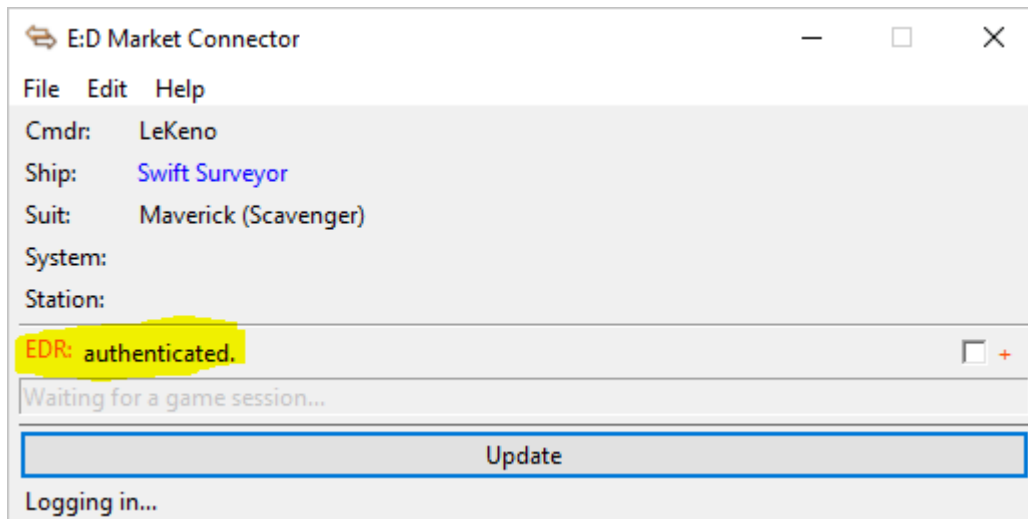 E:D Market Connector
File Edit Help
Cmdr: LeKeno
Ship: Swift Surveyor
Suit: Maverick (Scavenger)
System:
Station:
EDR: authenticated. +
Waiting for a game session...
Update
Logging in...